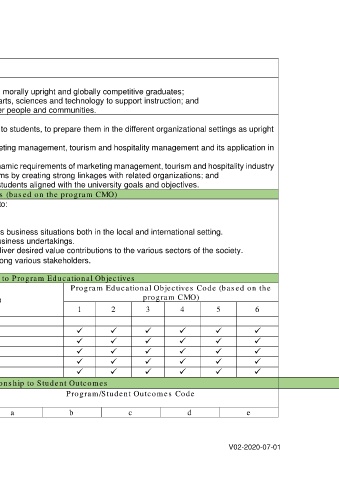 morally upright and globally competitive graduates;
arts, sciences and technology to support instruction; and
er people and communities.
to students, to prepare them in the different organizational settings as upright
eting management, tourism and hospitality management and its application in
namic requirements of marketing management, tourism and hospitality industry
ms by creating strong linkages with related organizations; and
students aligned with the university goals and objectives.
s (based on the program CMO)
to:
s business situations both in the local and international setting.
usiness undertakings.
liver desired value contributions to the various sectors of the society.
ong various stakeholders.
to Program Educational Objectives
Program Educational Objectives Code (based on the
program CMO)
1 2 3 4 5 6
✓ ✓ ✓ ✓ ✓ ✓
✓ ✓ ✓ ✓ ✓ ✓
✓ ✓ ✓ ✓ ✓ ✓
✓ ✓ ✓ ✓ ✓ ✓
✓ ✓ ✓ ✓ ✓ ✓
onship to Student Outcomes
Program/Student Outcomes Code
a b c d e
V02-2020-07-01